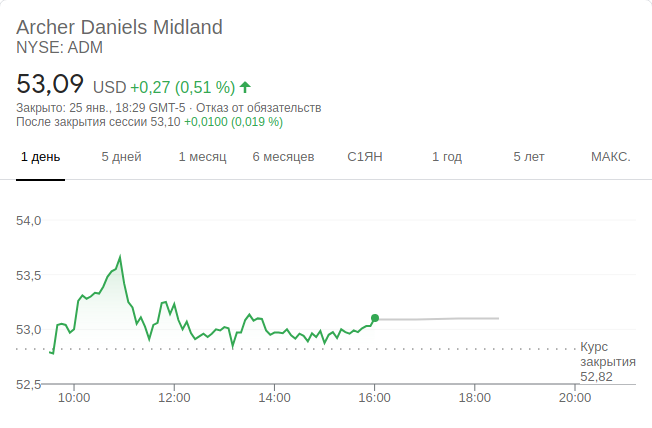 Archer Daniels Midland
NYSE: ADM
53,09 USD +0,27 (0,51 %)
Закрыто: 25 янв., 18:29 GMT-5 · Отказ от обязательств
После закрытия сессии 53,10 +0,0100 (0,019 %)
1 день 5 дней 1 месяц 6 месяцев С1ЯН 1 год 5 лет МАКС.
54,0
53,5
53,0
Курс
закрытия
52,82
52,5
10:00 12:00 14:00 16:00 18:00 20:00